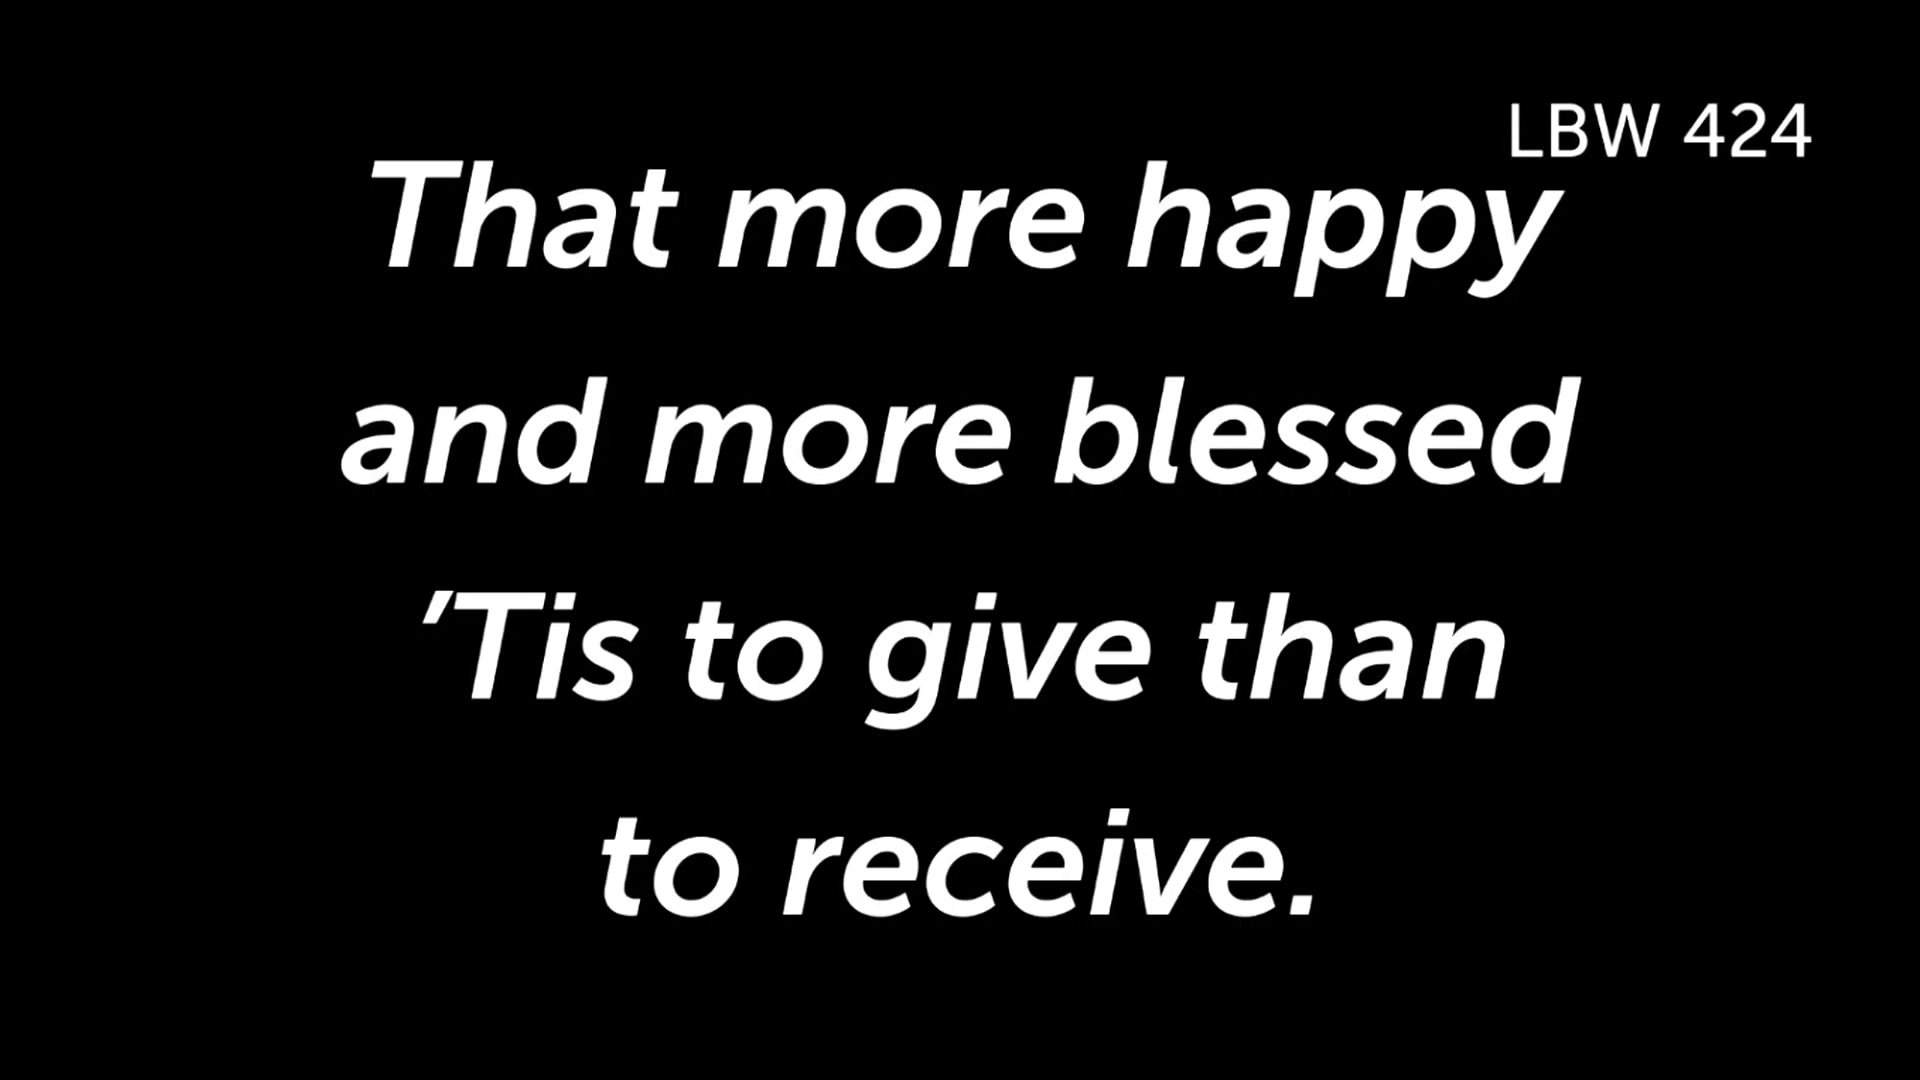 LBW 424
That more happy
and more blessed
’Tis to give than
to receive.